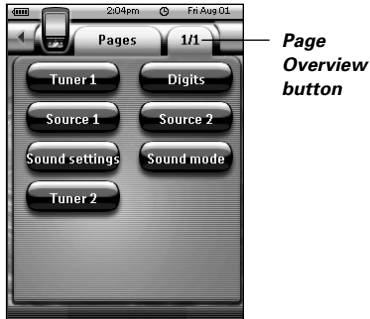 2:04pm Fri Aug 01
Pages 1/1
Page
Overview
button
Tuner 1 Digits
Source 1 Source 2
Sound settings Sound mode
Tuner 2